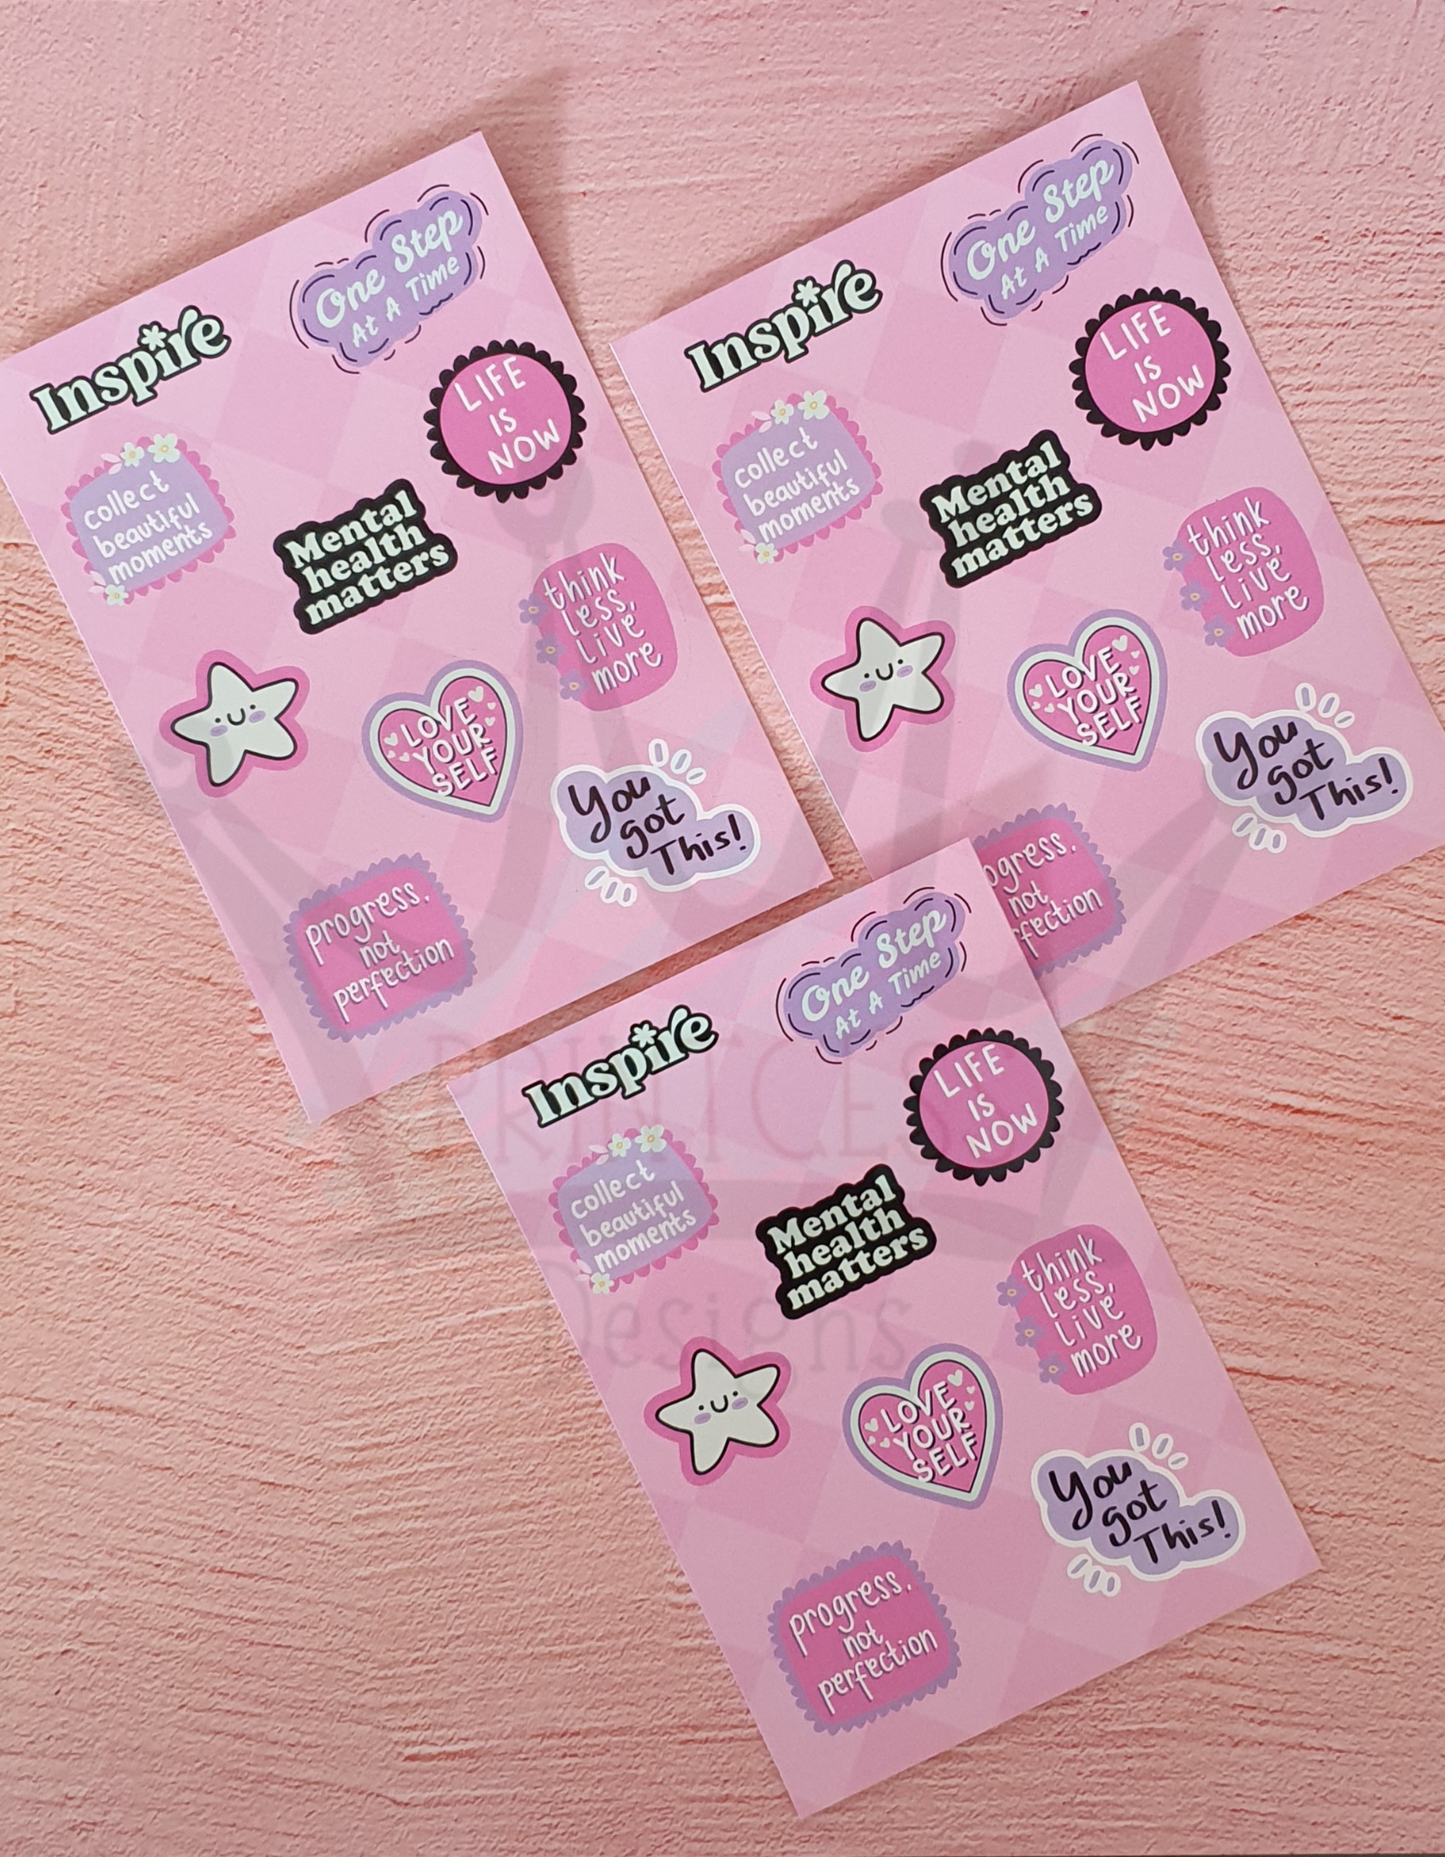 Inspire
One Step
At A Time
LIFE
IS
NOW
collect
beautiful
moments
Mental
health
matters
think
less,
live
more
LOVE
YOUR
SELF
You
got
This!
progress.
not
perfection
Inspire
One Step
At A Time
LIFE
IS
NOW
collect
beautiful
moments
Mental
health
matters
think
less,
live
more
LOVE
YOUR
SELF
You
got
This!
ogress.
not
fection
Inspire
One Step
At A Time
LIFE
IS
NOW
collect
beautiful
moments
Mental
health
matters
think
less,
live
more
LOVE
YOUR
SELF
You
got
This!
progress.
not
perfection
PRINTCESS
Designs